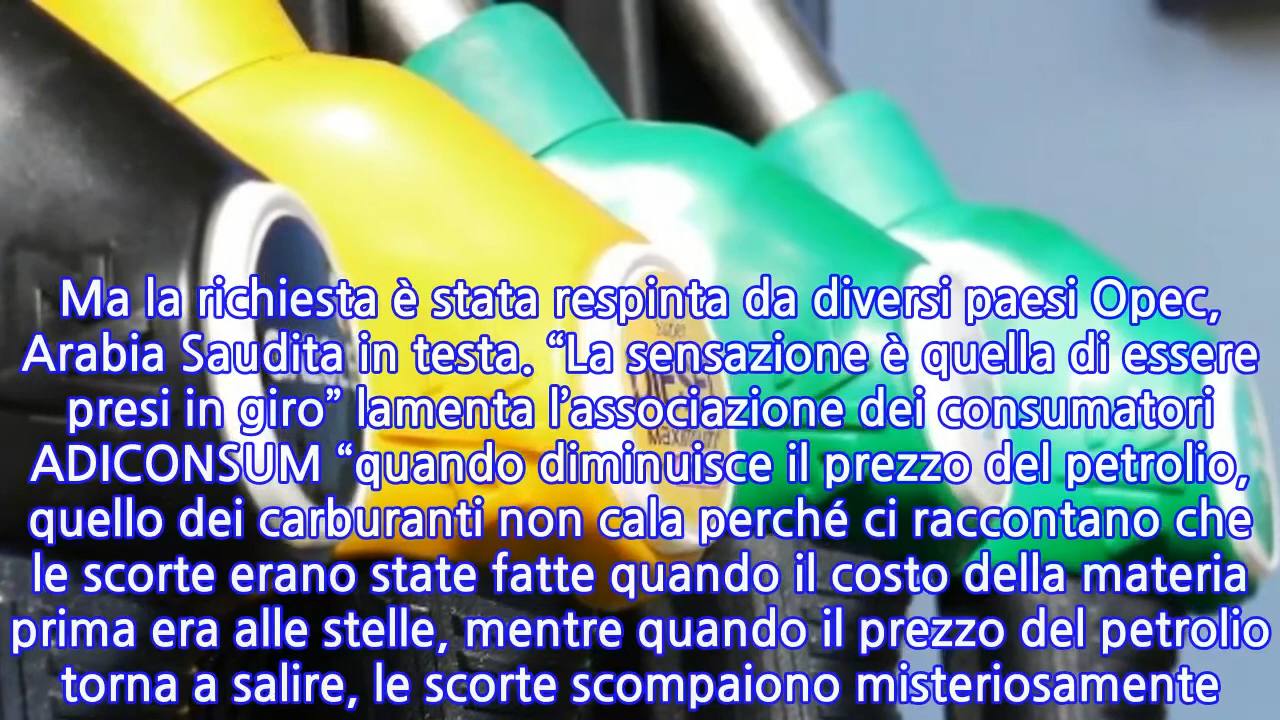 Ma la richiesta è stata respinta da diversi paesi Opec,
Arabia Saudita in testa. “La sensazione è quella di essere
presi in giro” lamenta l’associazione dei consumatori
ADICONSUM “quando diminuisce il prezzo del petrolio,
quello dei carburanti non cala perché ci raccontano che
le scorte erano state fatte quando il costo della materia
prima era alle stelle, mentre quando il prezzo del petrolio
torna a salire, le scorte scompaiono misteriosamente